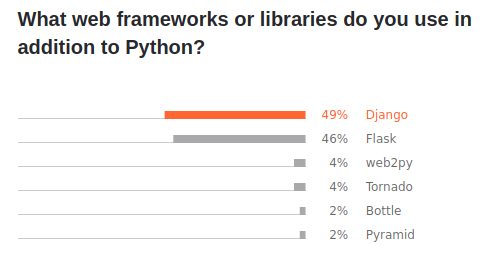 What web frameworks or libraries do you use in
addition to Python?
49% Django
46% Flask
4% web2py
4% Tornado
2% Bottle
2% Pyramid